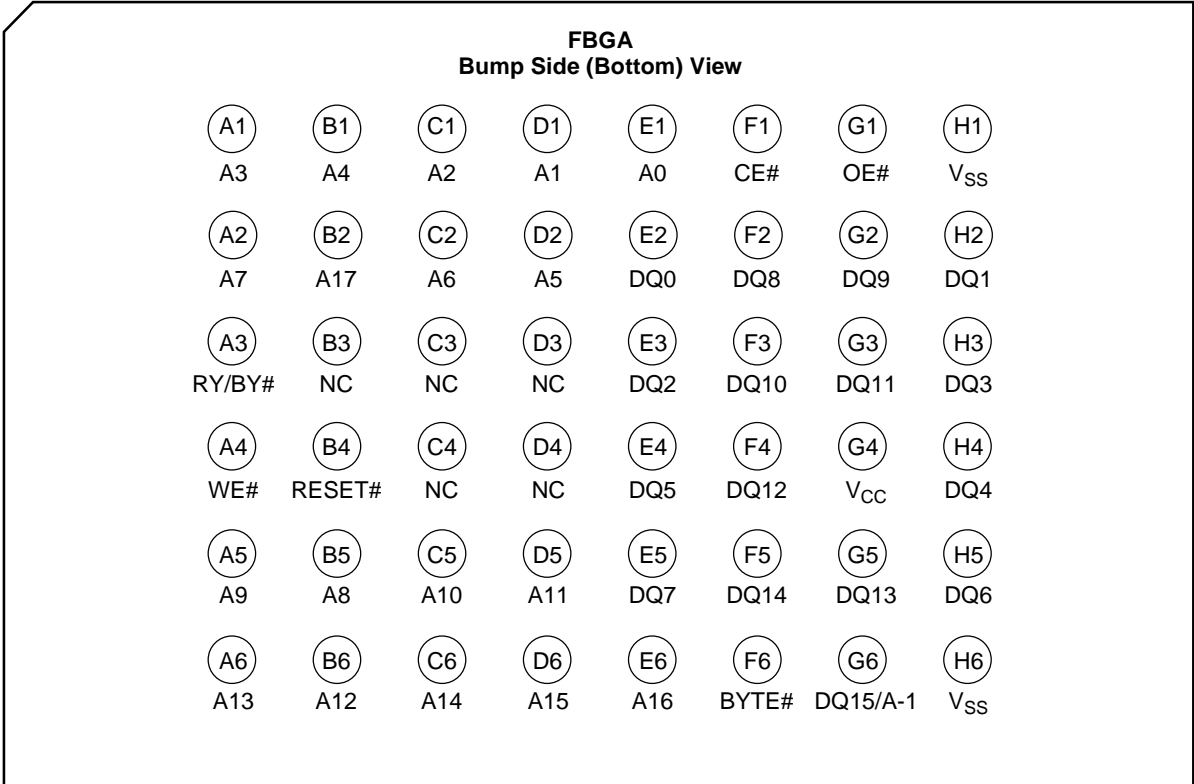 FBGA
Bump Side (Bottom) View
A1 B1 C1 D1 E1 F1 G1 H1
A3 A4 A2 A1 A0 CE# OE# VSS
A2 B2 C2 D2 E2 F2 G2 H2
A7 A17 A6 A5 DQ0 DQ8 DQ9 DQ1
A3 B3 C3 D3 E3 F3 G3 H3
RY/BY# NC NC NC DQ2 DQ10 DQ11 DQ3
A4 B4 C4 D4 E4 F4 G4 H4
WE# RESET# NC NC DQ5 DQ12 VCC DQ4
A5 B5 C5 D5 E5 F5 G5 H5
A9 A8 A10 A11 DQ7 DQ14 DQ13 DQ6
A6 B6 C6 D6 E6 F6 G6 H6
A13 A12 A14 A15 A16 BYTE# DQ15/A-1 VSS